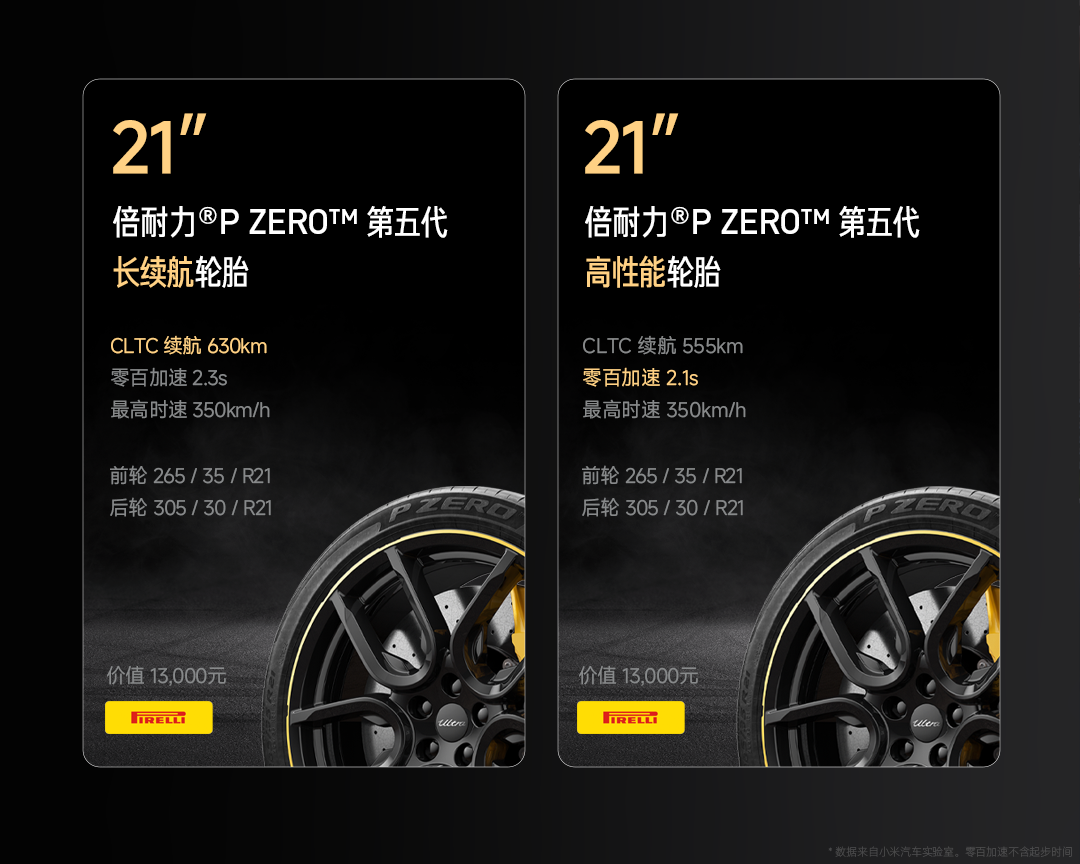 21″
倍耐力®P ZERO™ 第五代
长续航轮胎
CLTC 续航 630km
零百加速 2.3s
最高时速 350km/h
前轮 265 / 35 / R21
后轮 305 / 30 / R21
P ZERO
价值 13,000元
PIRELLI
Ultra
21″
倍耐力®P ZERO™ 第五代
高性能轮胎
CLTC 续航 555km
零百加速 2.1s
最高时速 350km/h
前轮 265 / 35 / R21
后轮 305 / 30 / R21
P ZERO
价值 13,000元
PIRELLI
Ultra
* 数据来自小米汽车实验室。零百加速不含起步时间